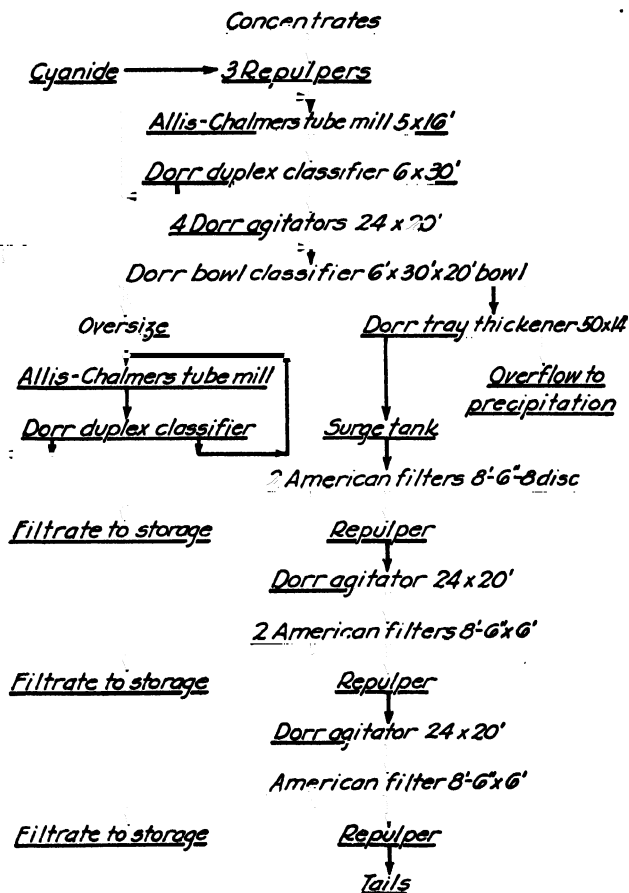 Concentrates
Cyanide 3 Repulpers
Allis-Chalmers tube mill 5x16'
Dorr duplex classifier 6x30'
4 Dorr agitators 24x20'
Dorr bowl classifier 6'x30'x20' bowl
Oversize
Dorr tray thickener-50x14'
Allis-Chalmers tube mill
Overflow to
precipitation
Dorr duplex classifier
Surge tank
2 American filters 8'-6"-8 disc
Filtrate to storage
Repulper
Dorr agitator 24x20'
2 American filters 8'-6"x6'
Filtrate to storage
Repulper
Dorr agitator 24x20'
American filter 8'-6"x6'
Filtrate to storage
Repulper
Tails